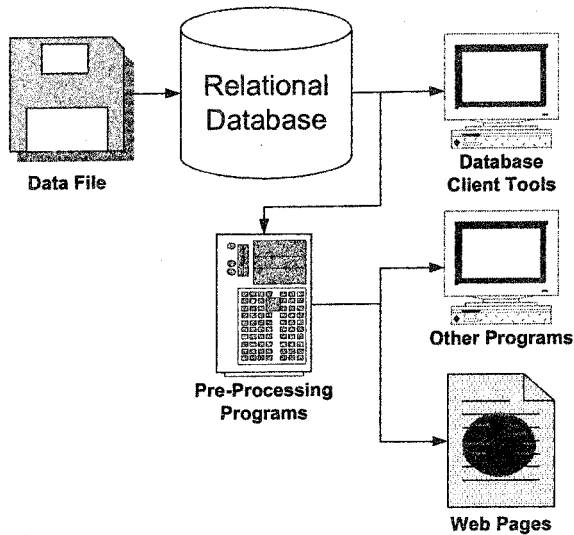 Relational
Database
Data File
Database
Client Tools
Pre-Processing
Programs
Other Programs
Web Pages